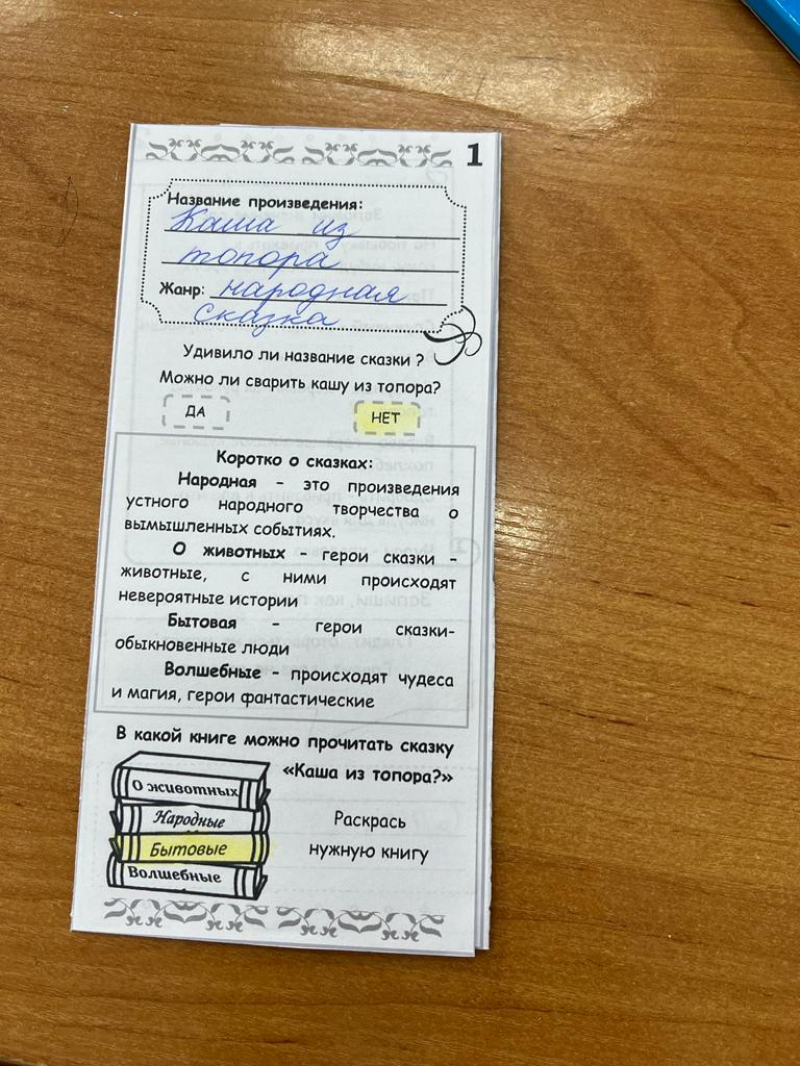 1
Название произведения:
Каша из
топора
Жанр: народная
сказка
Удивило ли название сказки ?
Можно ли сварить кашу из топора?
ДА НЕТ
Коротко о сказках:
Народная - это произведения
устного народного творчества о
вымышленных событиях.
О животных - герои сказки -
животные, с ними происходят
невероятные истории
Бытовая - герои сказки-
обыкновенные люди
Волшебные - происходят чудеса
и магия, герои фантастические
В какой книге можно прочитать сказку
«Каша из топора?»
О животных
Народные
Бытовые
Волшебные
Раскрась
нужную книгу